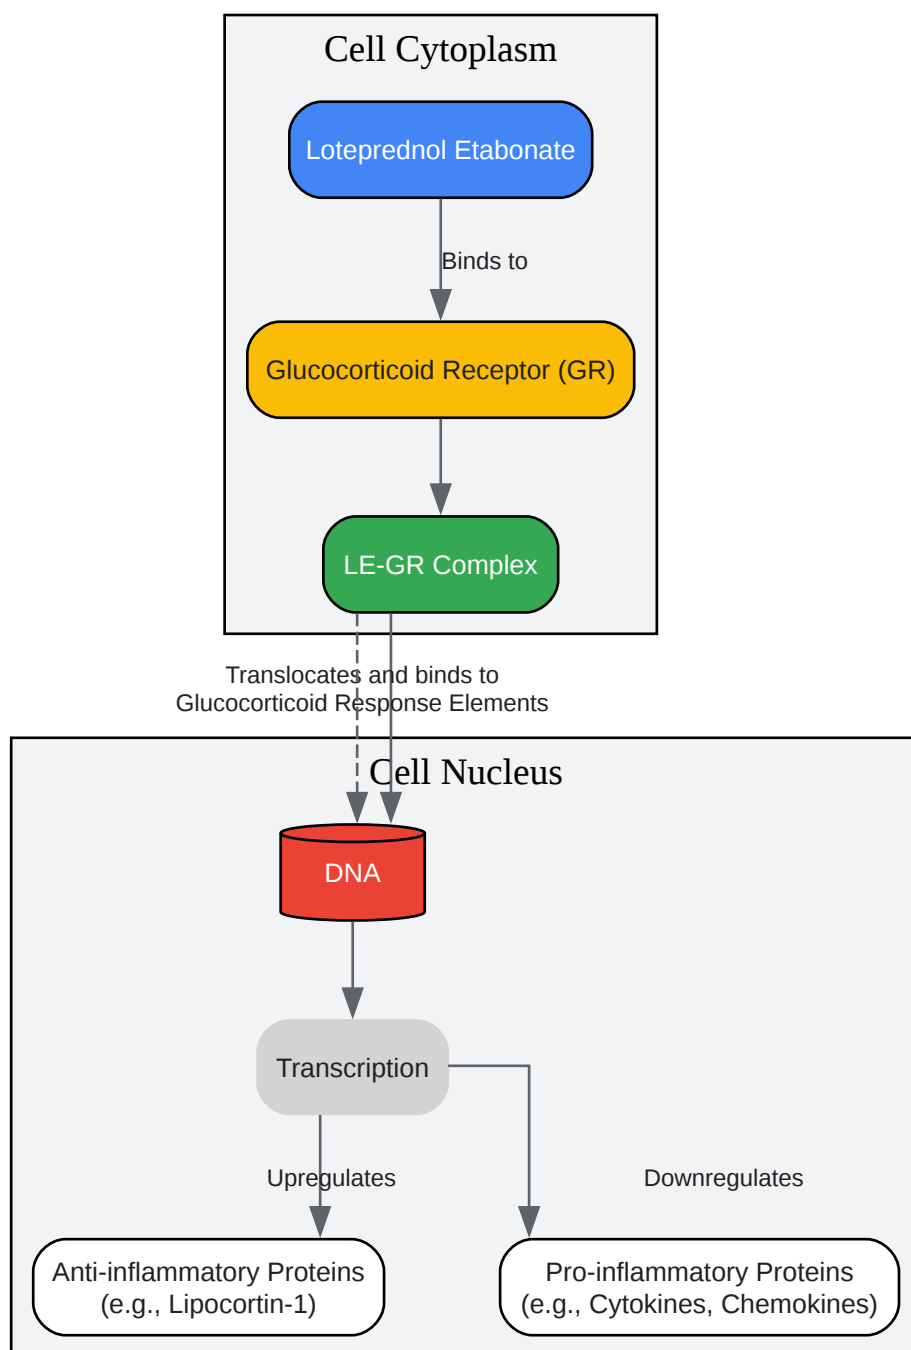 Cell Cytoplasm
Loteprednol Etabonate
Binds to
Glucocorticoid Receptor (GR)
LE-GR Complex
Translocates and binds to
Glucocorticoid Response Elements
Cell Nucleus
DNA
Transcription
Upregulates
Downregulates
Anti-inflammatory Proteins
(e.g., Lipocortin-1)
Pro-inflammatory Proteins
(e.g., Cytokines, Chemokines)